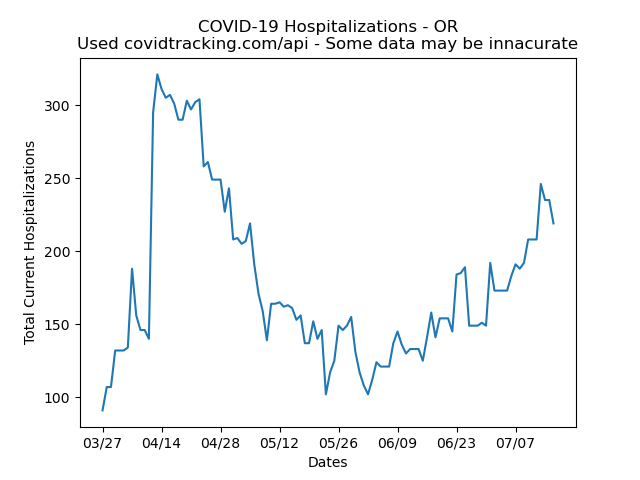 COVID-19 Hospitalizations - OR
Used covidtracking.com/api - Some data may be innacurate
Total Current Hospitalizations
300
250
200
150
100
03/27 04/14 04/28 05/12 05/26 06/09 06/23 07/07
Dates